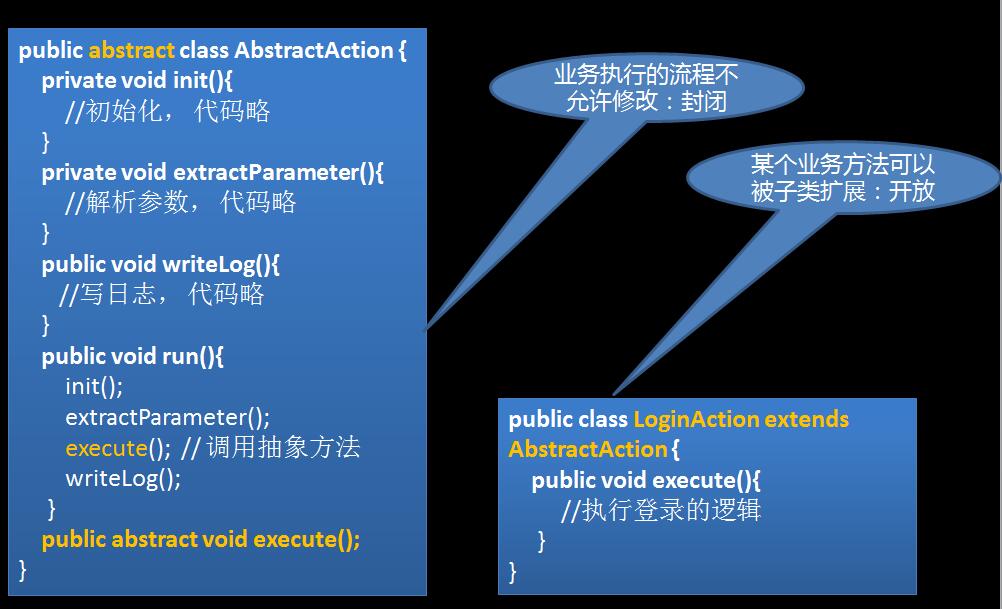 public abstract class AbstractAction {
private void init(){
//初始化， 代码略
}
private void extractParameter(){
//解析参数， 代码略
}
public void writeLog(){
//写日志， 代码略
}
public void run(){
init();
extractParameter();
execute(); // 调用抽象方法
writeLog();
}
public abstract void execute();
}
业务执行的流程不
允许修改：封闭
某个业务方法可以
被子类扩展：开放
public class LoginAction extends
AbstractAction {
public void execute(){
//执行登录的逻辑
}
}